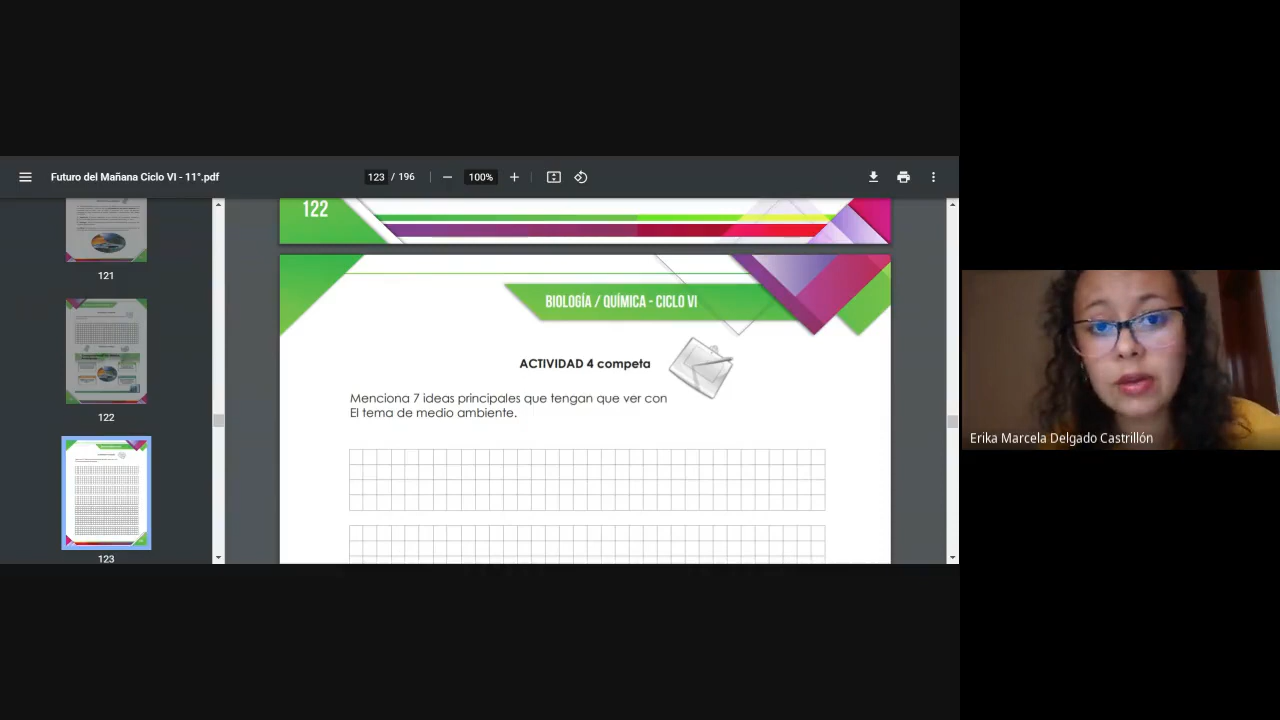 Futuro del Mañana Ciclo VI - 11°.pdf
123 / 196
100%
122
121
122
123
BIOLOGÍA / QUÍMICA - CICLO VI
ACTIVIDAD 4 competa
Menciona 7 ideas principales que tengan que ver con
El tema de medio ambiente.
Erika Marcela Delgado Castrillón